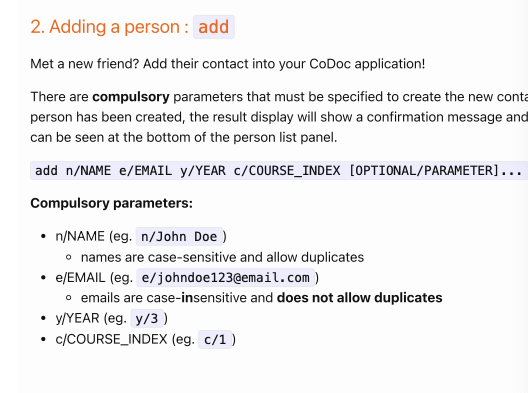 2. Adding a person : add
Met a new friend? Add their contact into your CoDoc application!
There are compulsory parameters that must be specified to create the new conta
person has been created, the result display will show a confirmation message and
can be seen at the bottom of the person list panel.
add n/NAME e/EMAIL y/YEAR c/COURSE_INDEX [OPTIONAL/PARAMETER]...
Compulsory parameters:
• n/NAME (eg. n/John Doe )
◦ names are case-sensitive and allow duplicates
• e/EMAIL (eg. e/johndoe123@email.com )
◦ emails are case-insensitive and does not allow duplicates
• y/YEAR (eg. y/3 )
• c/COURSE_INDEX (eg. c/1 )